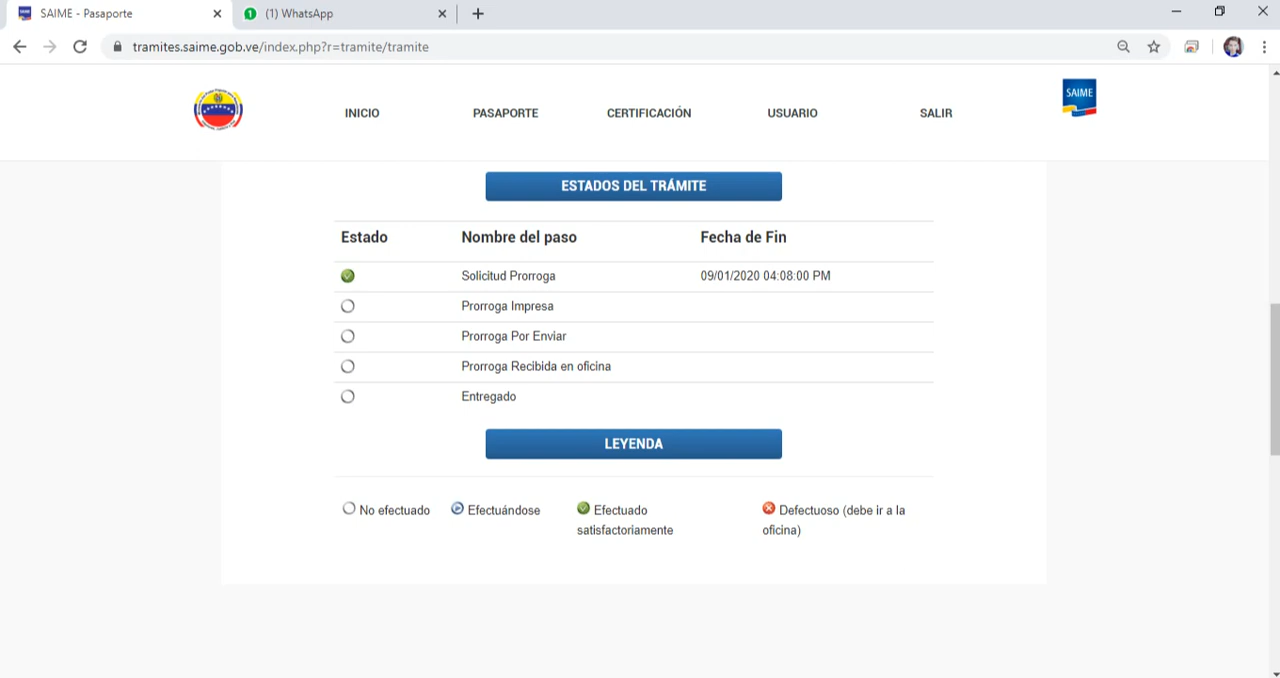 SAIME - Pasaporte
1 (1) WhatsApp
tramites.saime.gob.ve/index.php?r=tramite/tramite
INICIO PASAPORTE CERTIFICACIÓN USUARIO SALIR SAIME
ESTADOS DEL TRÁMITE
Estado Nombre del paso Fecha de Fin
Solicitud Prorroga 09/01/2020 04:08:00 PM
Prorroga Impresa
Prorroga Por Enviar
Prorroga Recibida en oficina
Entregado
LEYENDA
No efectuado Efectuándose Efectuado Defectuoso (debe ir a la
satisfactoriamente oficina)